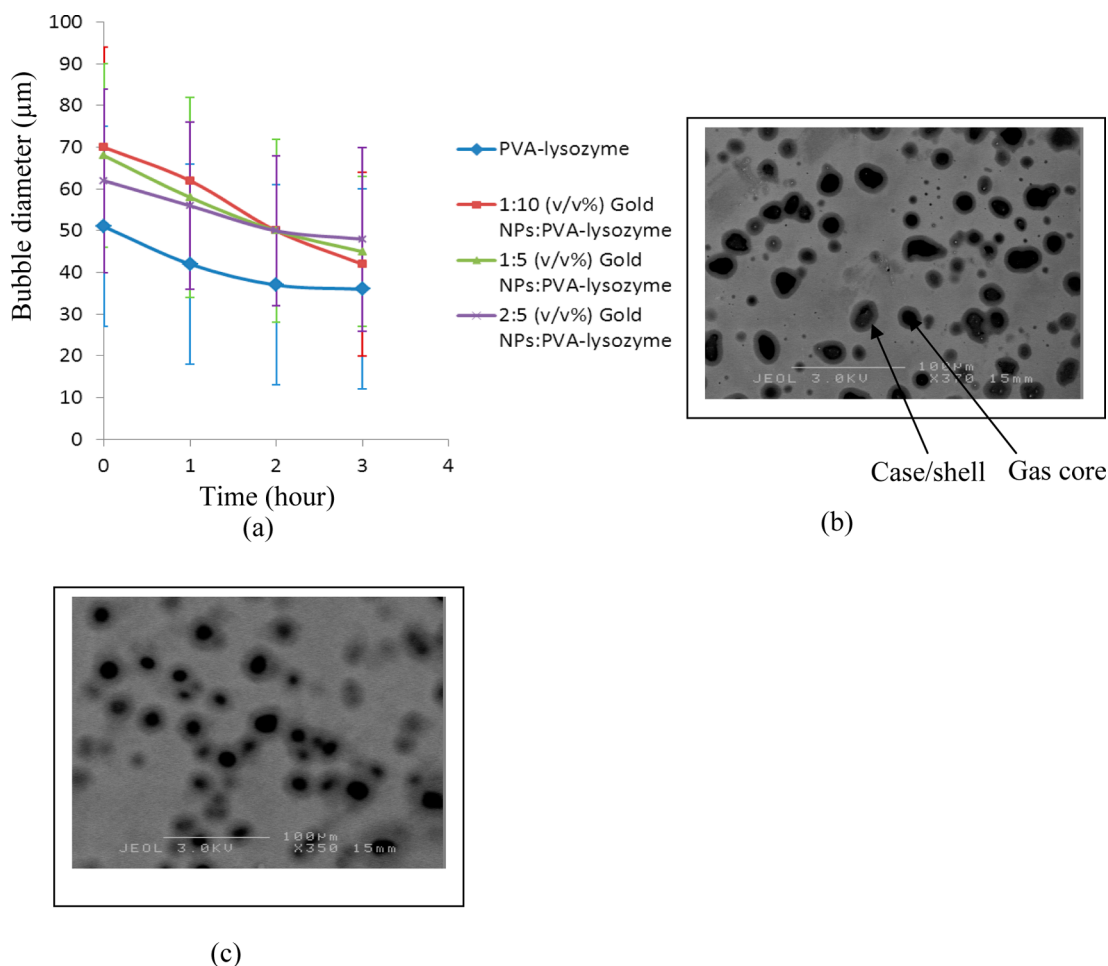 100
90
80
70
60
50
40
30
20
10
0
Bubble diameter (µm)
0 1 2 3 4
Time (hour)
(a)
PVA-lysozyme
1:10 (v/v%) Gold
NPs:PVA-lysozyme
1:5 (v/v%) Gold
NPs:PVA-lysozyme
2:5 (v/v%) Gold
NPs:PVA-lysozyme
100µm
JEOL 3.0KV X370 15mm
Case/shell Gas core
(b)
100µm
JEOL 3.0KV X350 15mm
(c)